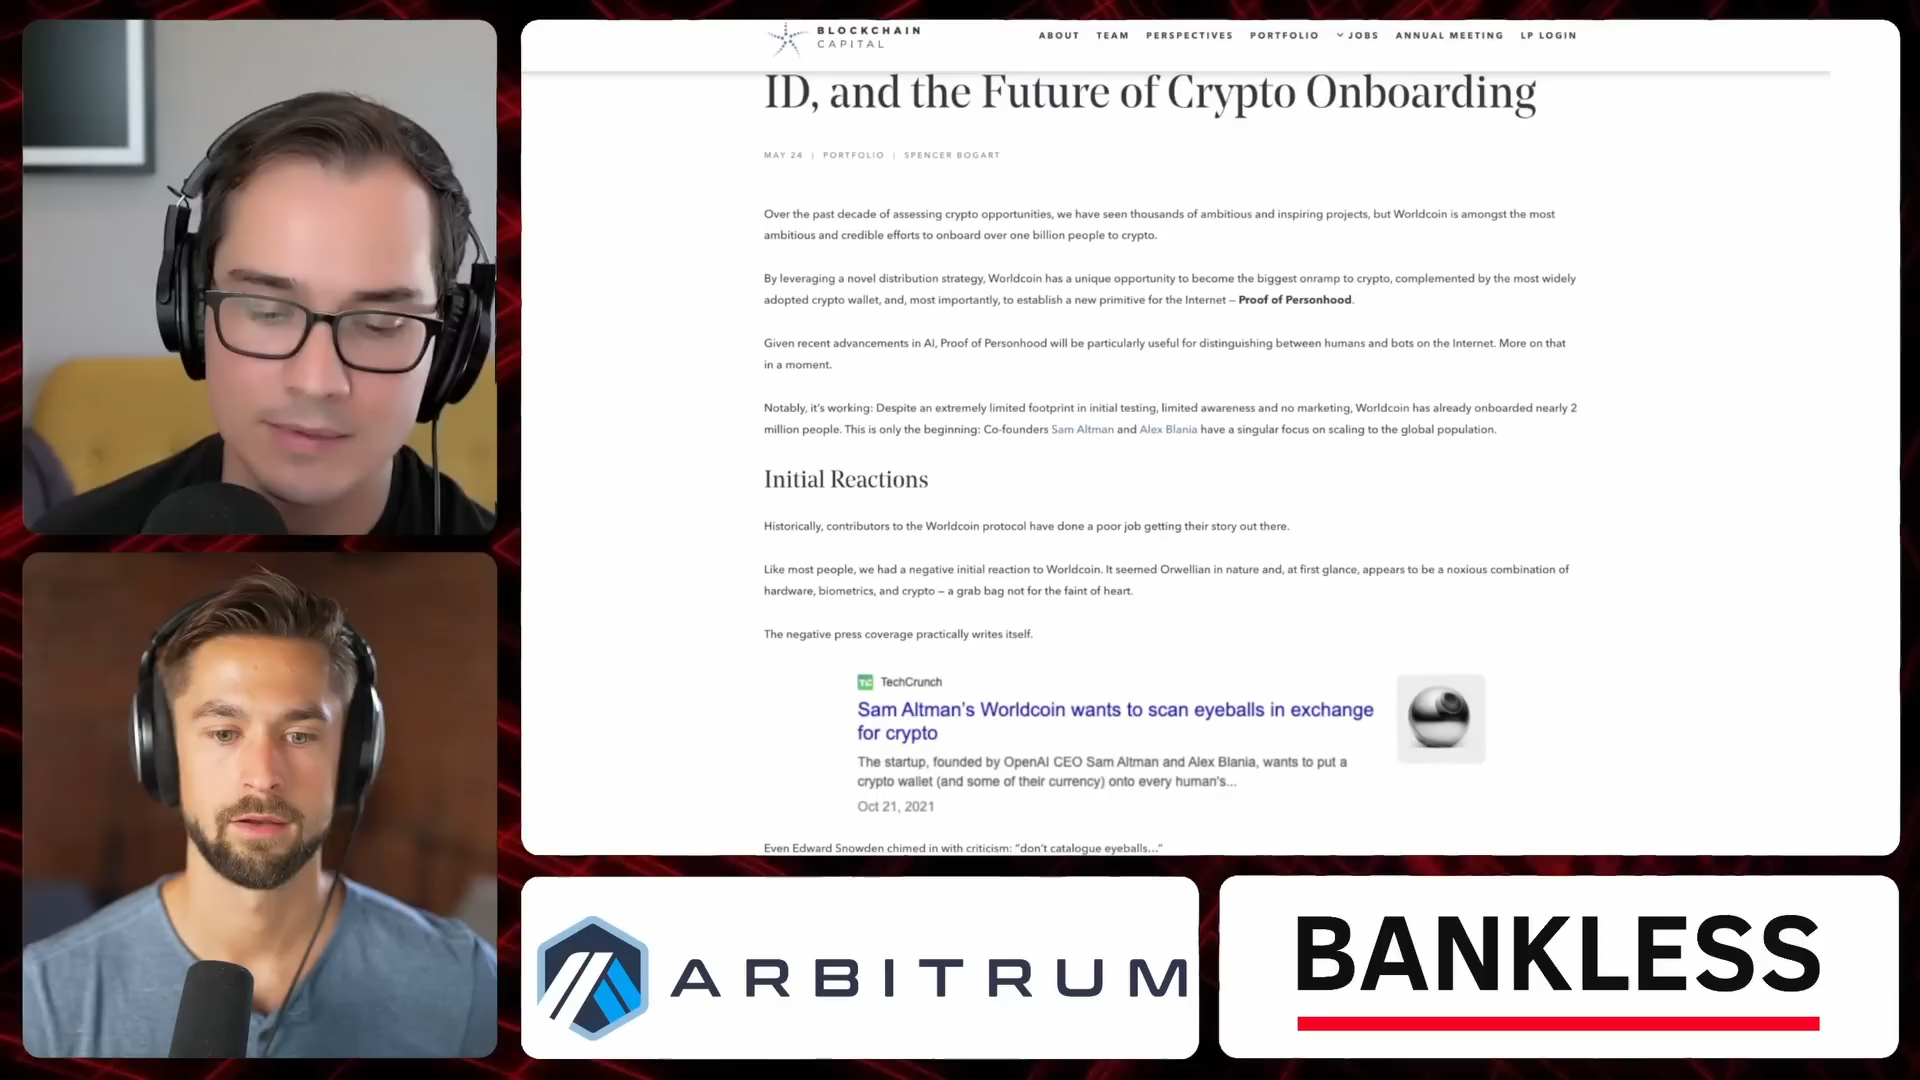 BLOCKCHAIN
CAPITAL
ABOUT TEAM PERSPECTIVES PORTFOLIO JOBS ANNUAL MEETING LP LOGIN
ID, and the Future of Crypto Onboarding
MAY 24 | PORTFOLIO | SPENCER BOGART
Over the past decade of assessing crypto opportunities, we have seen thousands of ambitious and inspiring projects, but Worldcoin is amongst the most
ambitious and credible efforts to onboard over one billion people to crypto.
By leveraging a novel distribution strategy, Worldcoin has a unique opportunity to become the biggest onramp to crypto, complemented by the most widely
adopted crypto wallet, and, most importantly, to establish a new primitive for the Internet – Proof of Personhood.
Given recent advancements in AI, Proof of Personhood will be particularly useful for distinguishing between humans and bots on the Internet. More on that
in a moment.
Notably, it's working: Despite an extremely limited footprint in initial testing, limited awareness and no marketing, Worldcoin has already onboarded nearly 2
million people. This is only the beginning: Co-founders Sam Altman and Alex Blania have a singular focus on scaling to the global population.
Initial Reactions
Historically, contributors to the Worldcoin protocol have done a poor job getting their story out there.
Like most people, we had a negative initial reaction to Worldcoin. It seemed Orwellian in nature and, at first glance, appears to be a noxious combination of
hardware, biometrics, and crypto – a grab bag not for the faint of heart.
The negative press coverage practically writes itself.
TechCrunch
Sam Altman's Worldcoin wants to scan eyeballs in exchange
for crypto
The startup, founded by OpenAI CEO Sam Altman and Alex Blania, wants to put a
crypto wallet (and some of their currency) onto every human's...
Oct 21, 2021
Even Edward Snowden chimed in with criticism: "don't catalogue eyeballs..."
ARBITRUM
BANKLESS